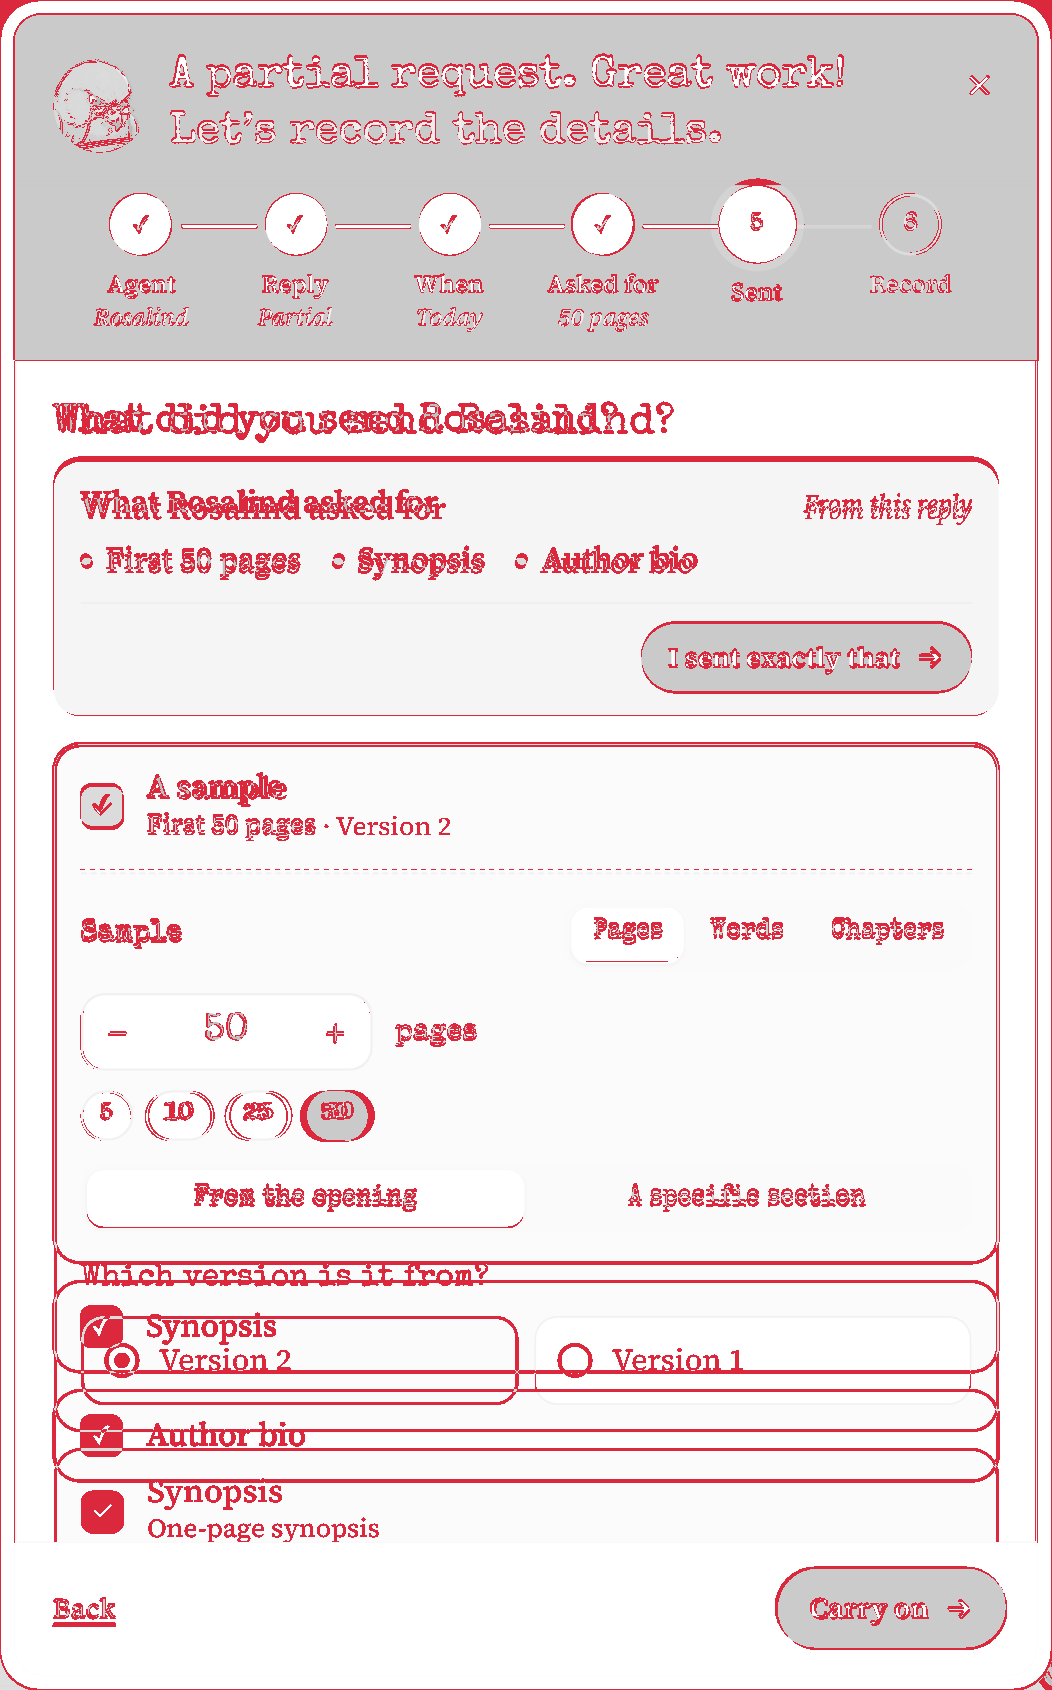 A partial request. Great work!
Let's record the details.
5
6
Agent
Reply
When
Asked for
Sent
Record
Rosalind
Partial
Today
50 pages
What did you send Rosalind?
What Rosalind asked for
From this reply
First 50 pages
Synopsis
Author bio
I sent exactly that →
A sample
First 50 pages · Version 2
Sample
Pages
Words
Chapters
− 50 + pages
5
10
25
50
From the opening
A specific section
Which version is it from?
Synopsis
Version 2
Version 1
Author bio
Synopsis
One-page synopsis
Back
Carry on →